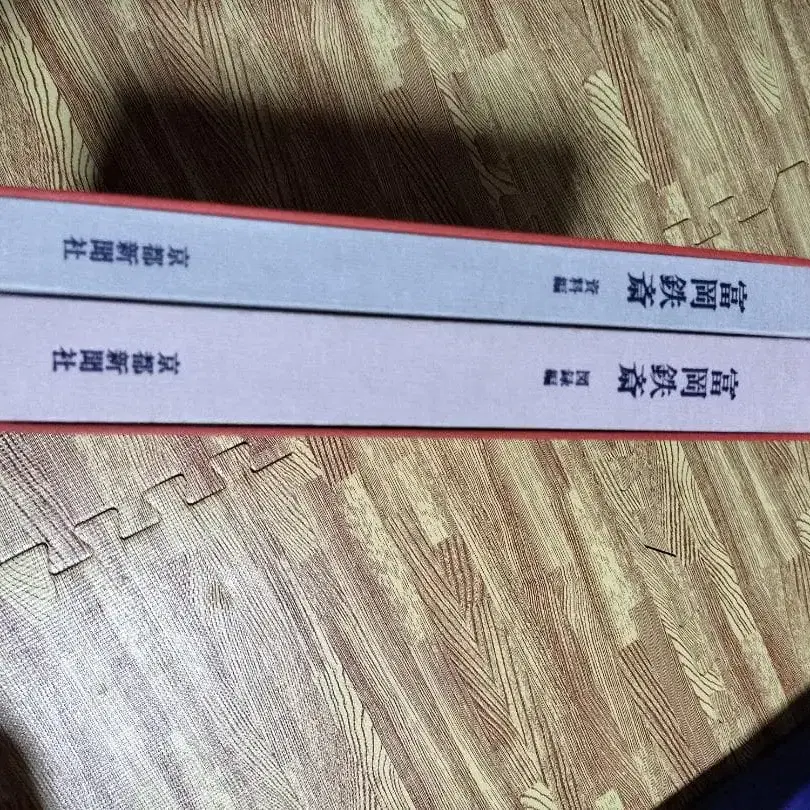 富岡鉄斎 資料編 京都新聞社
富岡鉄斎 図録編 京都新聞社